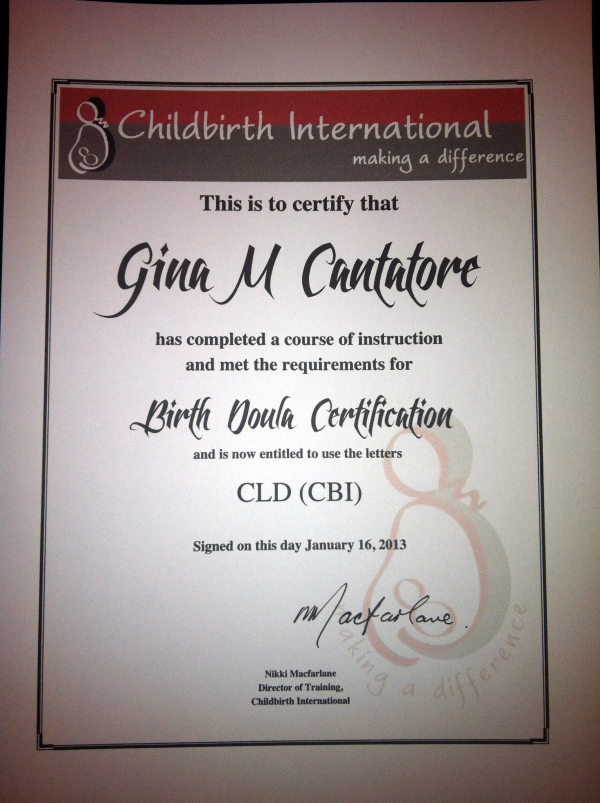 Childbirth International
making a difference
This is to certify that
Gina M Cantatore
has completed a course of instruction
and met the requirements for
Birth Doula Certification
and is now entitled to use the letters
CLD (CBI)
Signed on this day January 16, 2013
Macfarlane
making a difference
Nikki Macfarlane
Director of Training,
Childbirth International